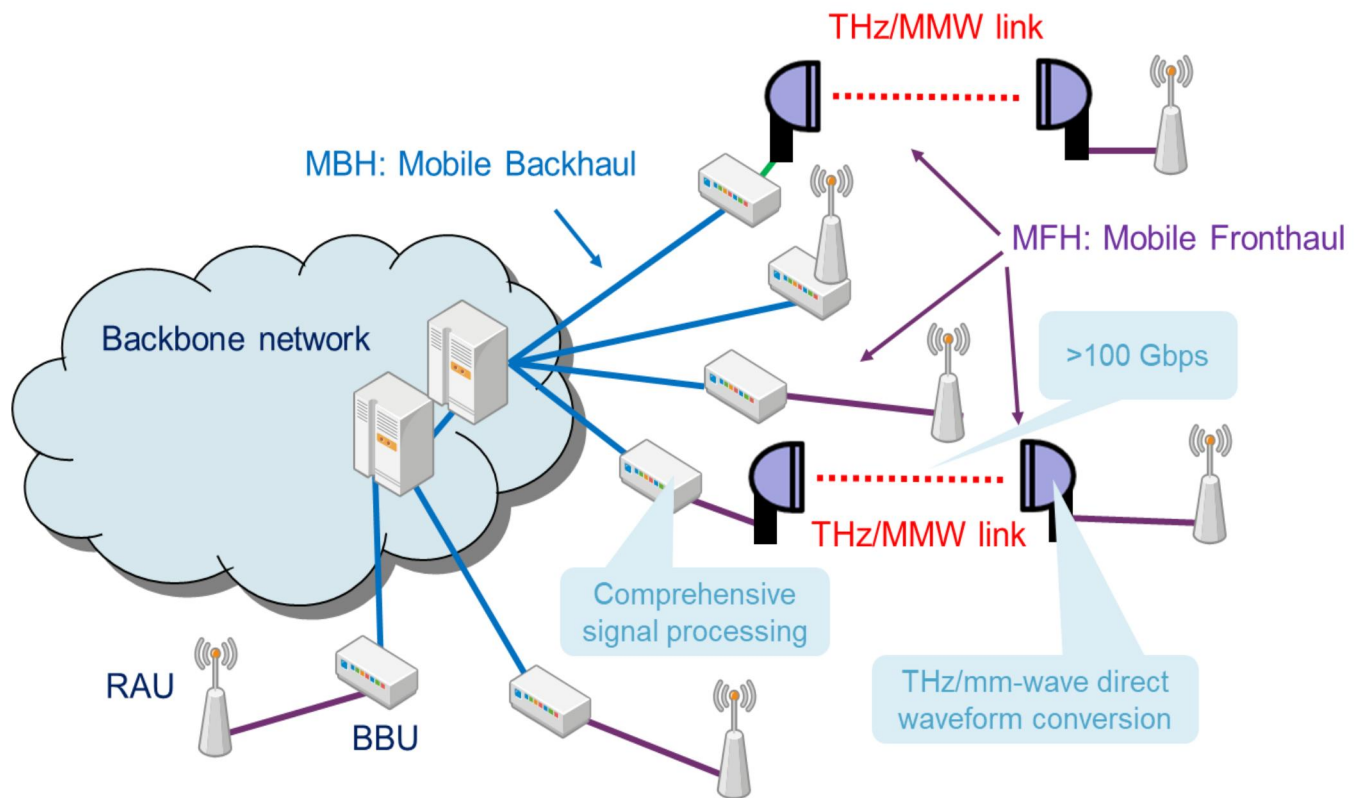 THz/MMW link
MBH: Mobile Backhaul
MFH: Mobile Fronthaul
Backbone network
>100 Gbps
THz/MMW link
Comprehensive
signal processing
RAU
BBU
THz/mm-wave direct
waveform conversion